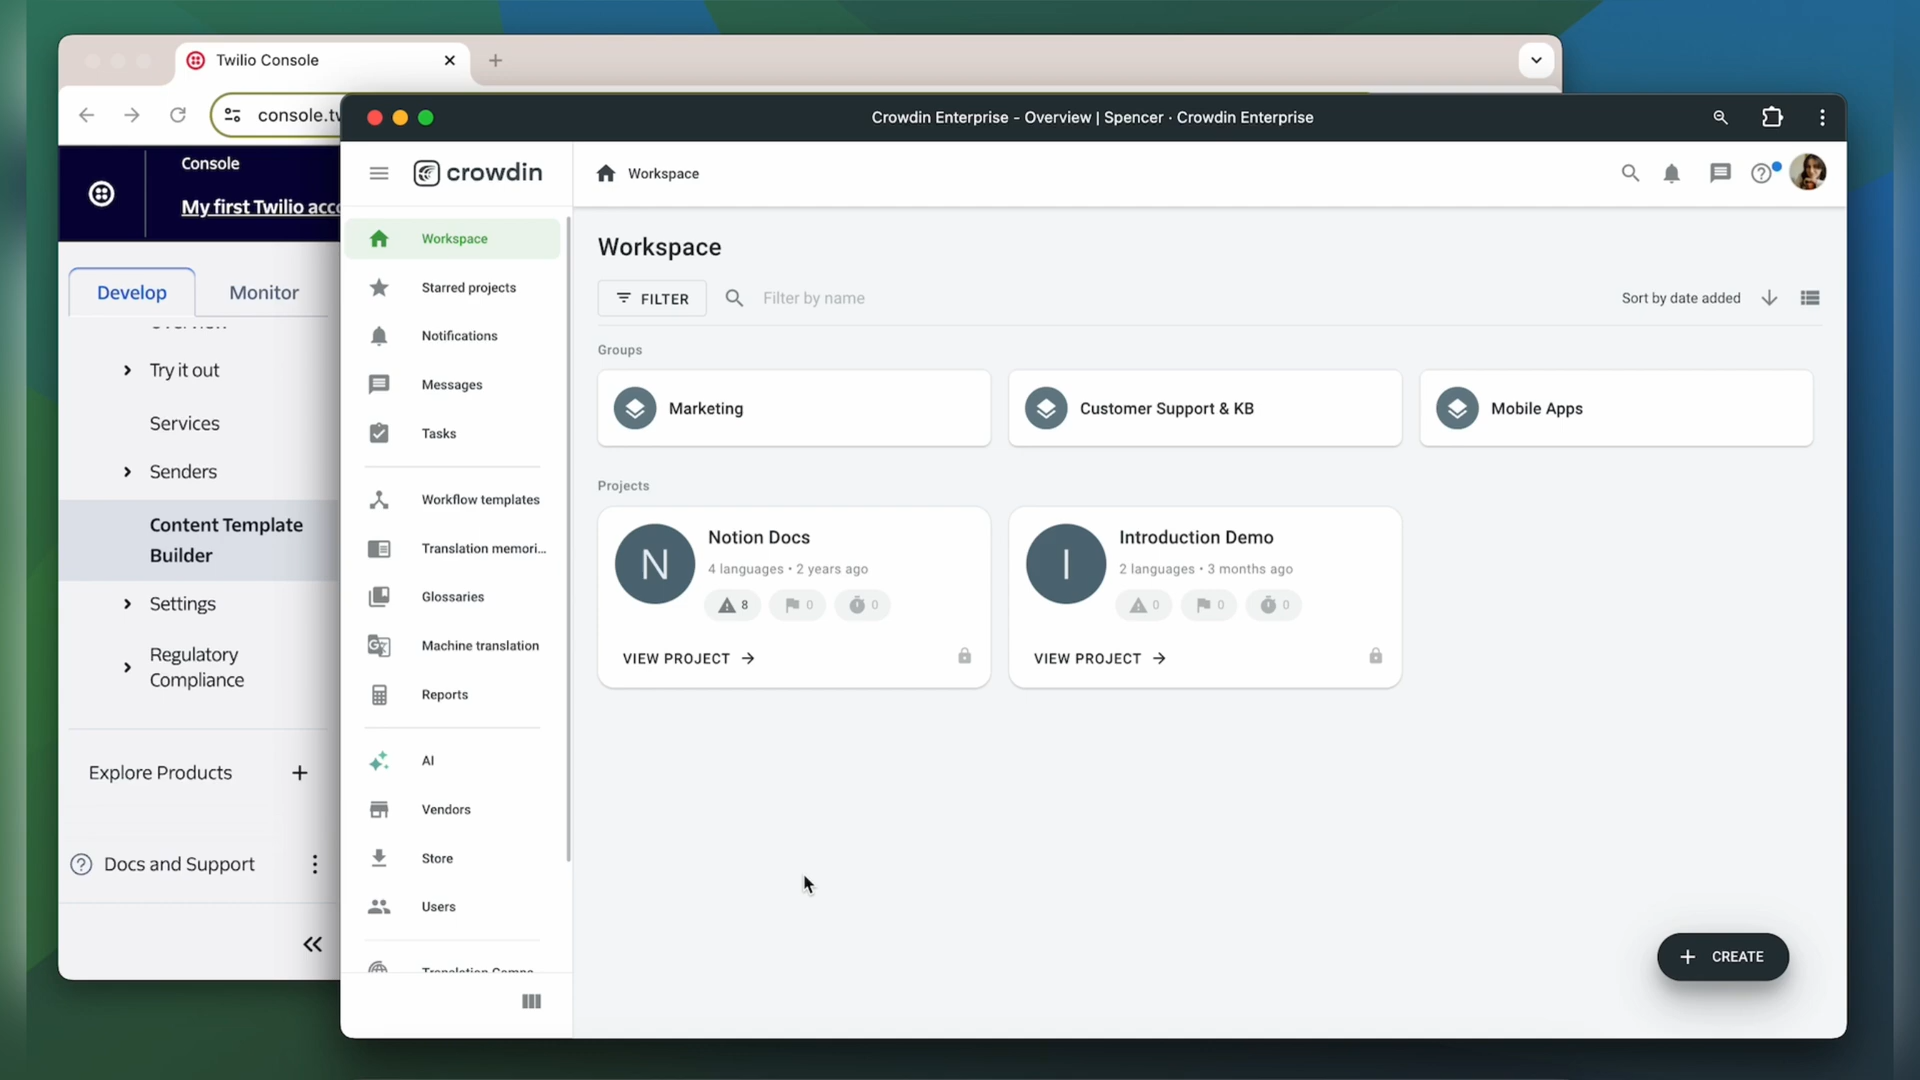 Twilio Console
console.tw
Console
My first Twilio acco
Develop
Monitor
Overview
Try it out
Services
Senders
Content Template
Builder
Settings
Regulatory
Compliance
Explore Products
Docs and Support
Crowdin Enterprise - Overview | Spencer · Crowdin Enterprise
crowdin
Workspace
Workspace
Starred projects
Notifications
Messages
Tasks
Workflow templates
Translation memori...
Glossaries
Machine translation
Reports
AI
Vendors
Store
Users
Workspace
FILTER
Filter by name
Sort by date added
Groups
Marketing
Customer Support & KB
Mobile Apps
Projects
N
Notion Docs
4 languages • 2 years ago
8
0
0
VIEW PROJECT
I
Introduction Demo
2 languages • 3 months ago
0
0
0
VIEW PROJECT
CREATE